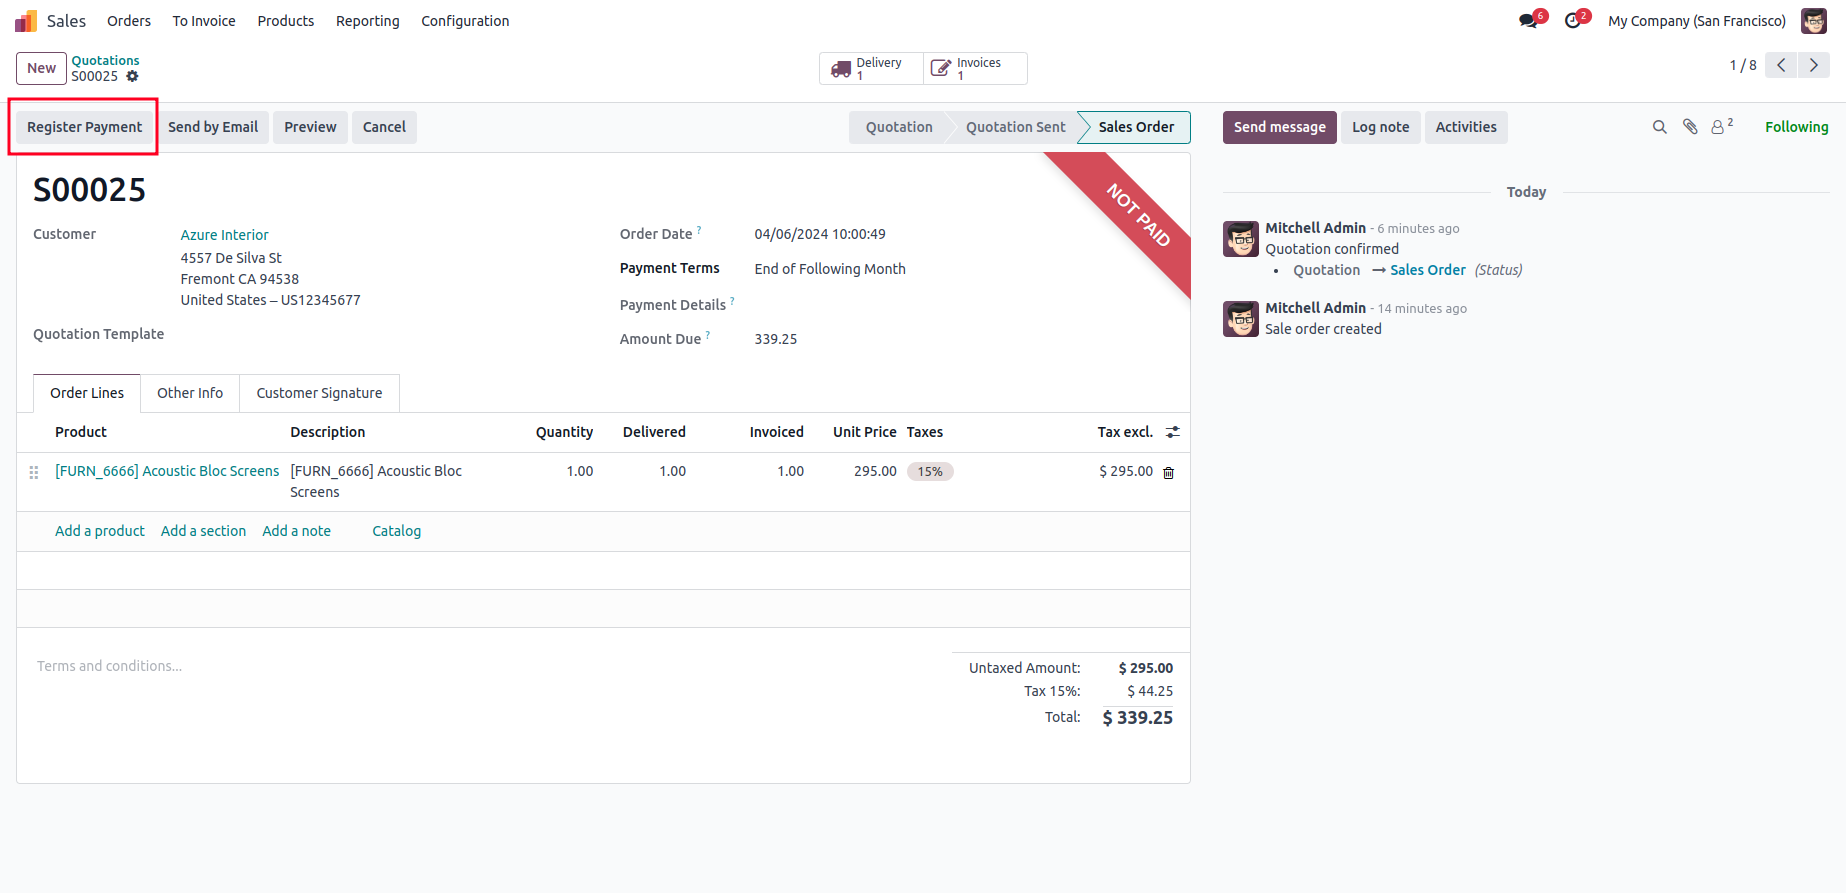 Sales Orders To Invoice Products Reporting Configuration 6 2 My Company (San Francisco)
New Quotations Delivery Invoices
S00025 1 1 1 / 8
Register Payment Send by Email Preview Cancel Quotation Quotation Sent Sales Order Send message Log note Activities 2 Following
NOT PAID
S00025
Customer Azure Interior
4557 De Silva St
Fremont CA 94538
United States – US12345677
Quotation Template
Order Date ? 04/06/2024 10:00:49
Payment Terms End of Following Month
Payment Details ?
Amount Due ? 339.25
Order Lines Other Info Customer Signature
Product Description Quantity Delivered Invoiced Unit Price Taxes Tax excl.
[FURN_6666] Acoustic Bloc Screens [FURN_6666] Acoustic Bloc 1.00 1.00 1.00 295.00 15% $ 295.00
Screens
Add a product Add a section Add a note Catalog
Terms and conditions...
Untaxed Amount: $ 295.00
Tax 15%: $ 44.25
Total: $ 339.25
Today
Mitchell Admin - 6 minutes ago
Quotation confirmed
• Quotation → Sales Order (Status)
Mitchell Admin - 14 minutes ago
Sale order created